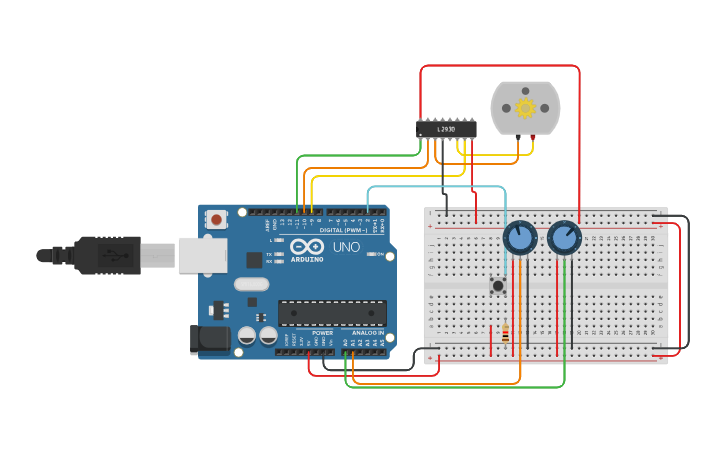 L293D
AREF
GND
13
12
~11
~10
~9
8
7
~6
~5
4
~3
2
TX→1
RX←0
DIGITAL (PWM~)
L
TX
RX
ARDUINO
UNO
ON
POWER
ANALOG IN
IOREF
RESET
3.3V
5V
GND
GND
Vin
A0
A1
A2
A3
A4
A5